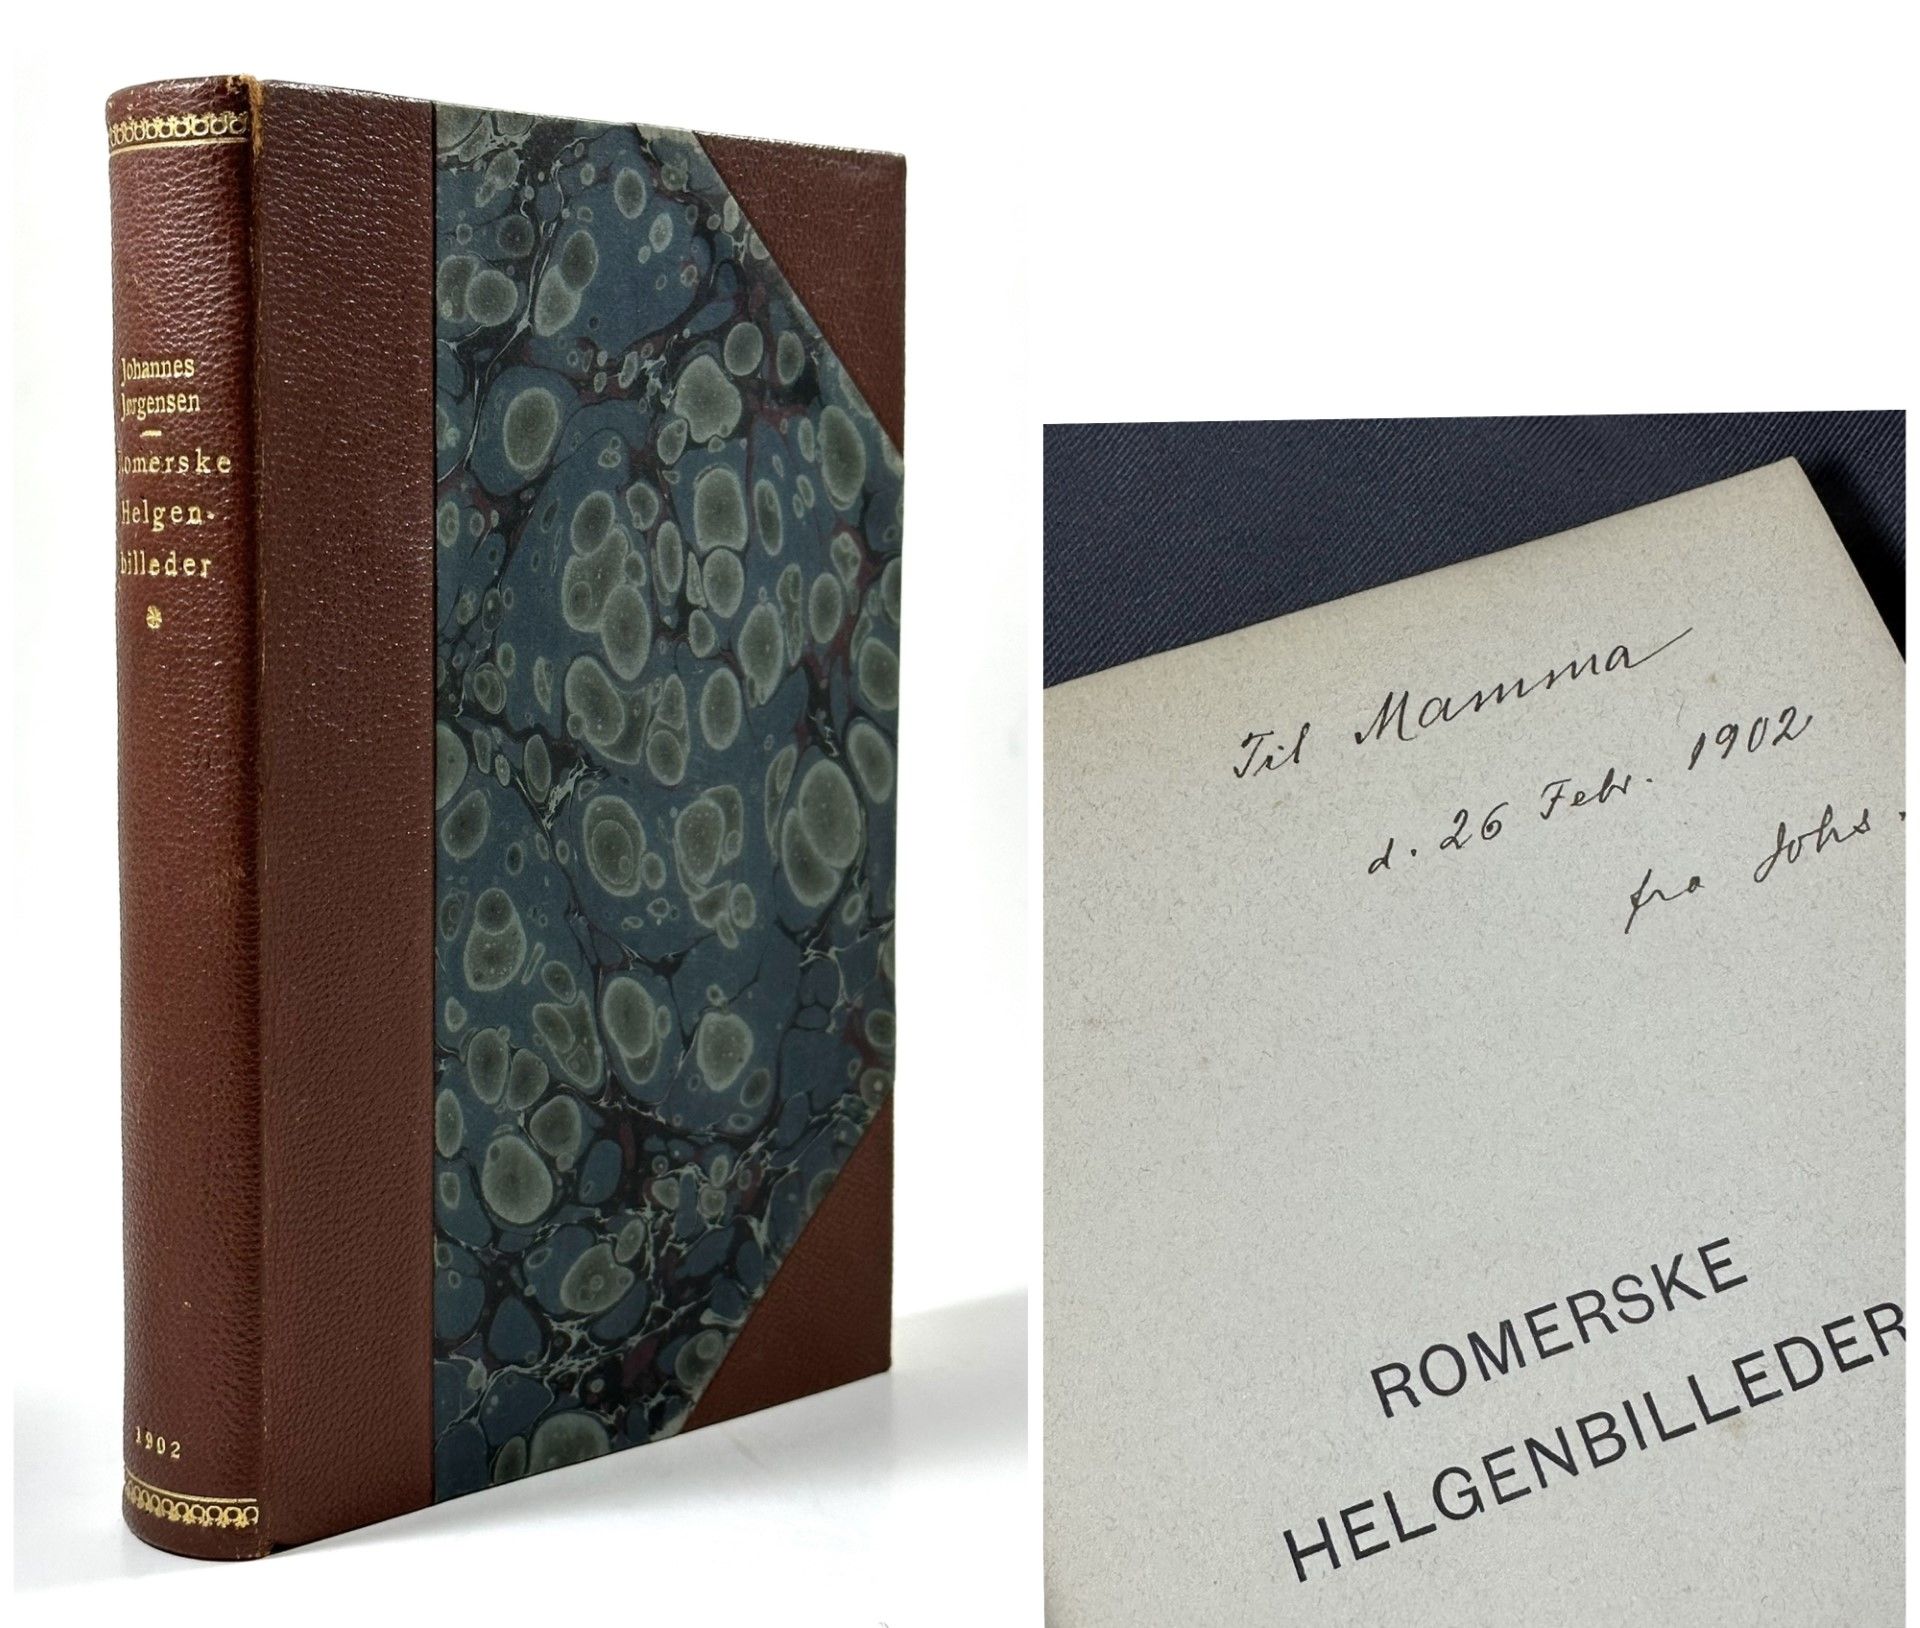 Johannes
Jørgensen
Romerske
Helgen-
billeder
1902
Til Mamma
d. 26 Febr. 1902
fra Johs.
ROMERSKE
HELGENBILLEDER